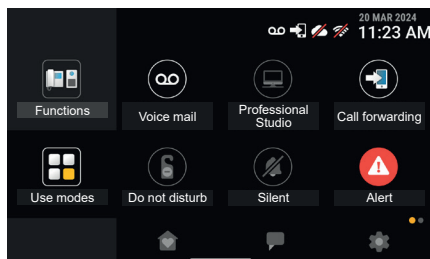 20 MAR 2024
11:23 AM
Functions
Voice mail
Professional
Studio
Call forwarding
Use modes
Do not disturb
Silent
Alert